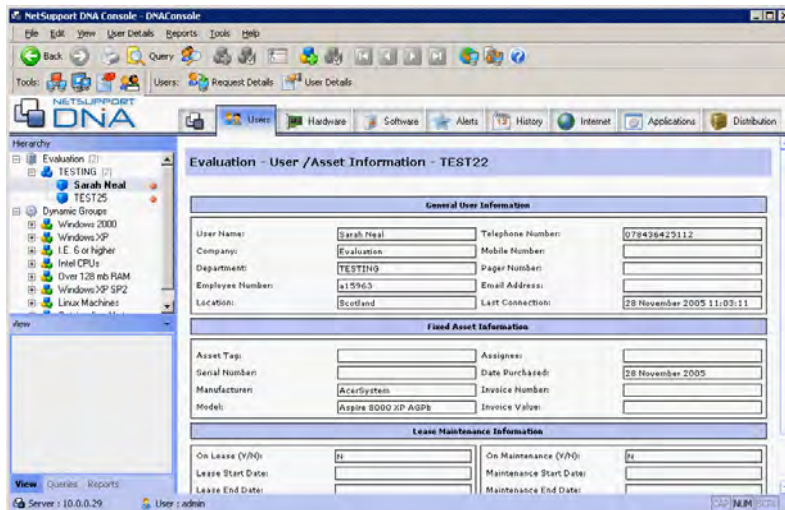 NetSupport DNA Console - DNAConsole
File Edit View User Details Reports Tools Help
Back Query
Tools: Users: Request Details User Details
NETSUPPORT
DNA
Users Hardware Software Alerts History Internet Applications Distribution
Hierarchy
Evaluation [2]
TESTING [2]
Sarah Neal
TEST25
Dynamic Groups
Windows 2000
Windows XP
I.E. 6 or higher
Intel CPUs
Over 128 mb RAM
Windows XP SP2
Linux Machines
View
View Queries Reports
Evaluation - User /Asset Information - TEST22
General User Information
User Name: Sarah Neal Telephone Number: 078436425112
Company: Evaluation Mobile Number:
Department: TESTING Pager Number:
Employee Number: a15963 Email Address:
Location: Scotland Last Connection: 28 November 2005 11:03:11
Fixed Asset Information
Asset Tag: Assignee:
Serial Number: Date Purchased: 28 November 2005
Manufacturer: AcerSystem Invoice Number:
Model: Aspire 8000 XP AGPb Invoice Value:
Lease Maintenance Information
On Lease (Y/N): N On Maintenance (Y/N): N
Lease Start Date: Maintenance Start Date:
Lease End Date: Maintenance End Date:
Server : 10.0.0.29 User : admin CAP NUM SCRL